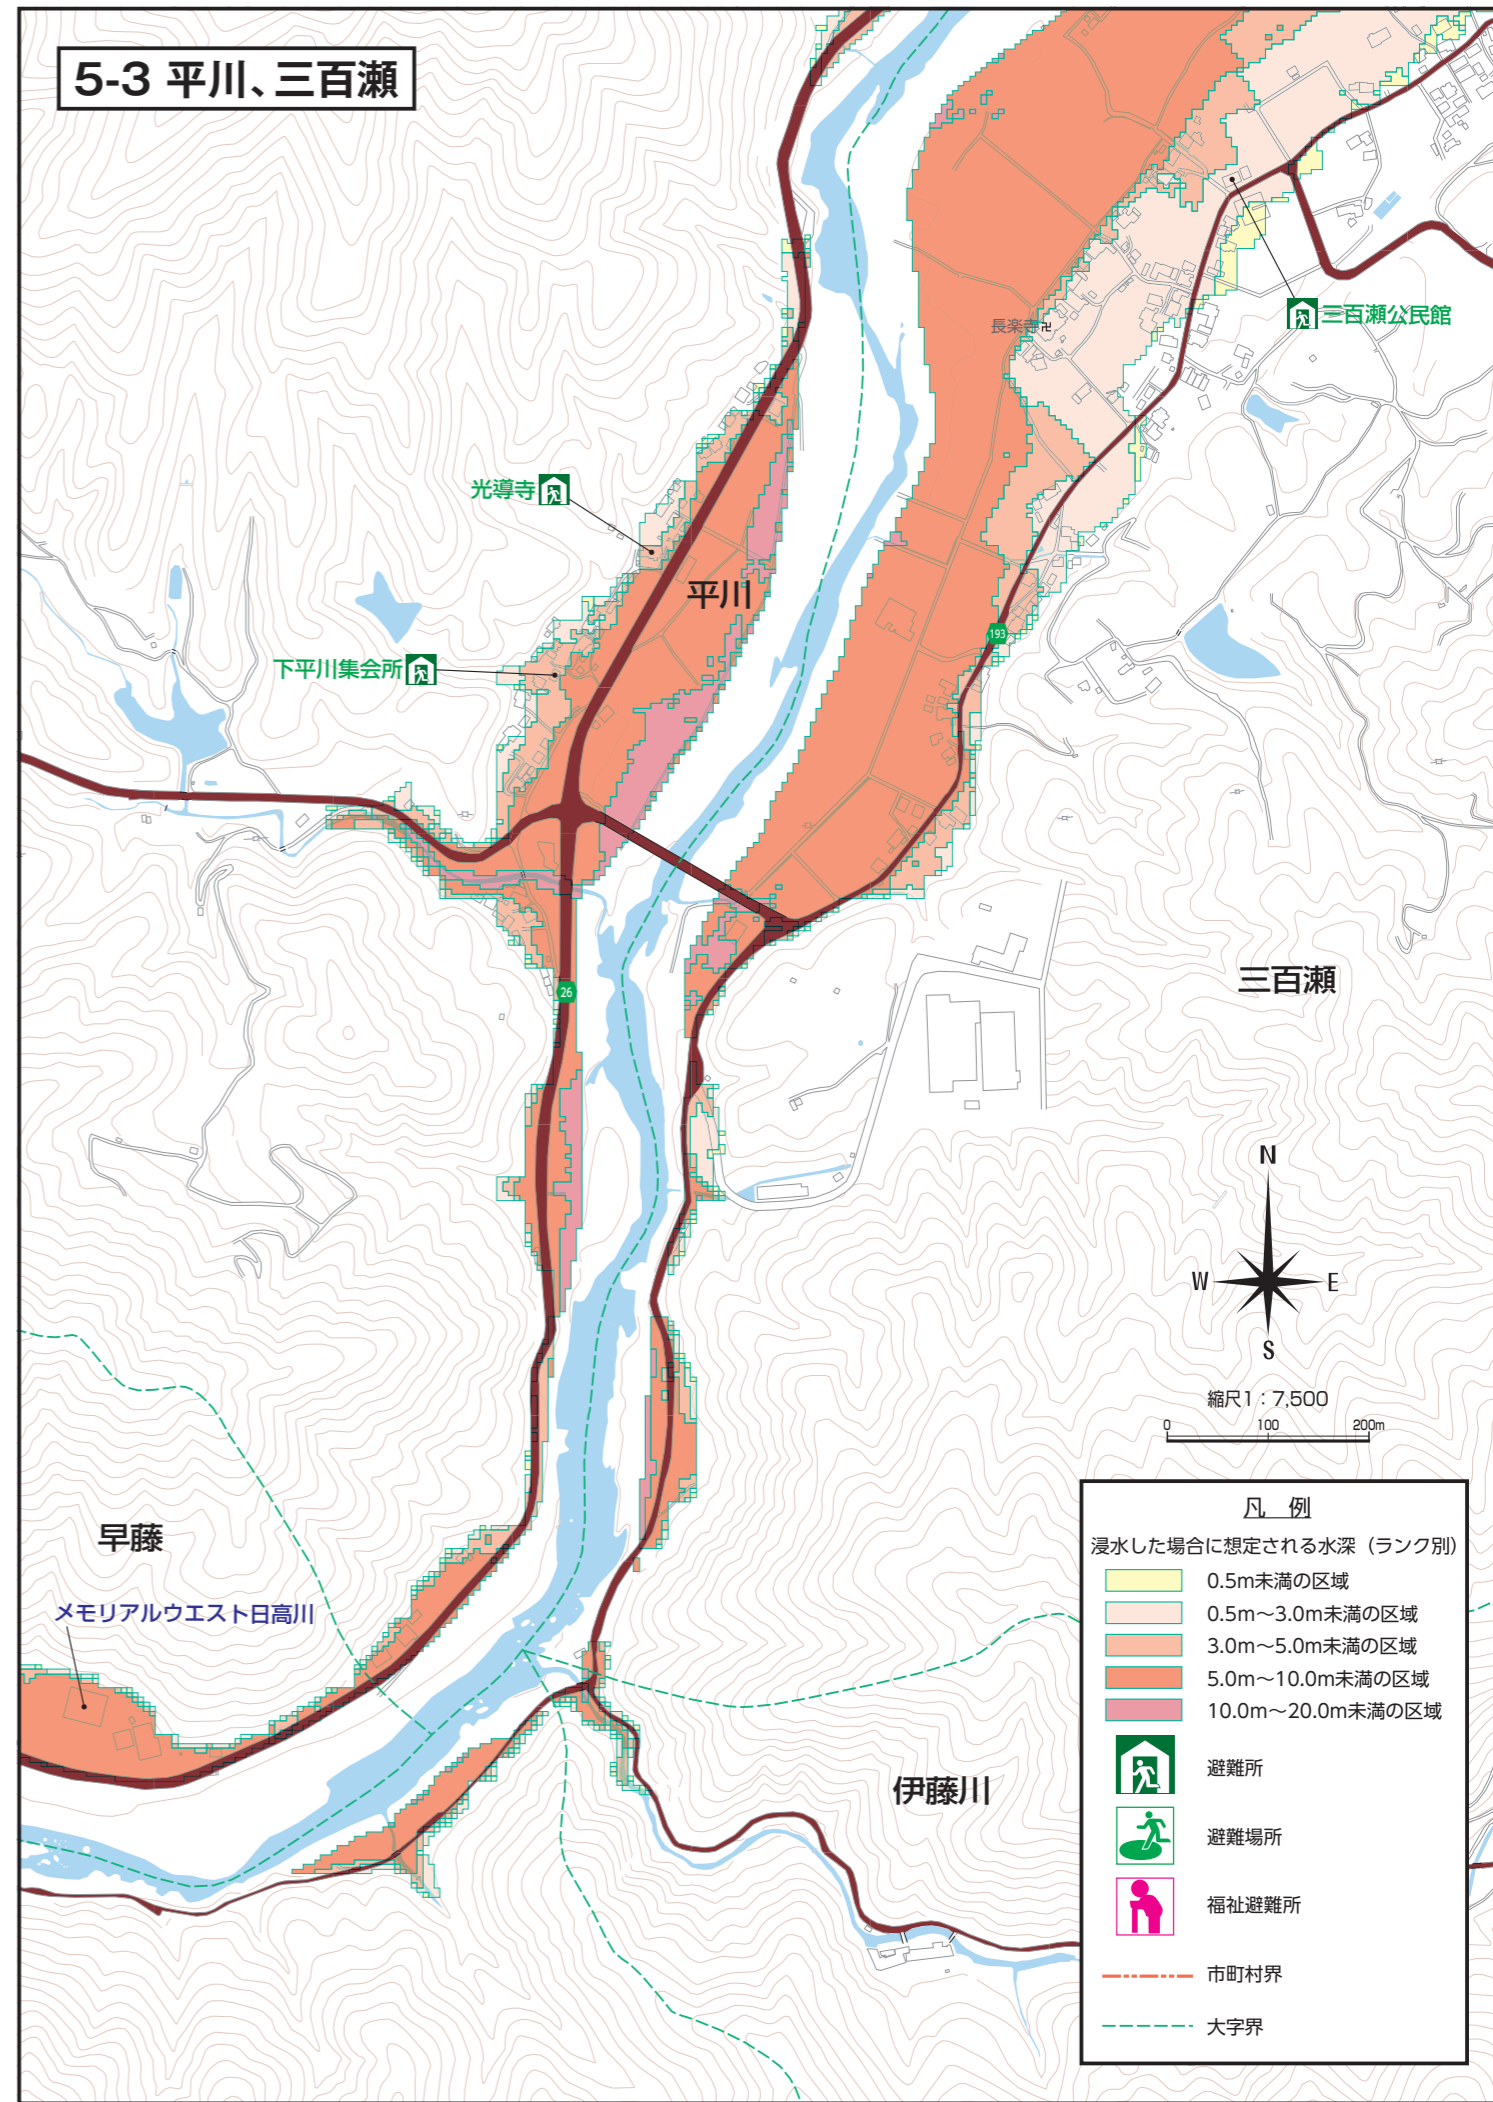 5-3 平川、三百瀬
長楽寺
三百瀬公民館
光導寺
平川
193
下平川集会所
三百瀬
26
N
W
E
S
縮尺1：7,500
0 100 200m
早藤
メモリアルウエスト日高川
伊藤川
凡 例
浸水した場合に想定される水深（ランク別）
0.5m未満の区域
0.5m～3.0m未満の区域
3.0m～5.0m未満の区域
5.0m～10.0m未満の区域
10.0m～20.0m未満の区域
避難所
避難場所
福祉避難所
市町村界
大字界